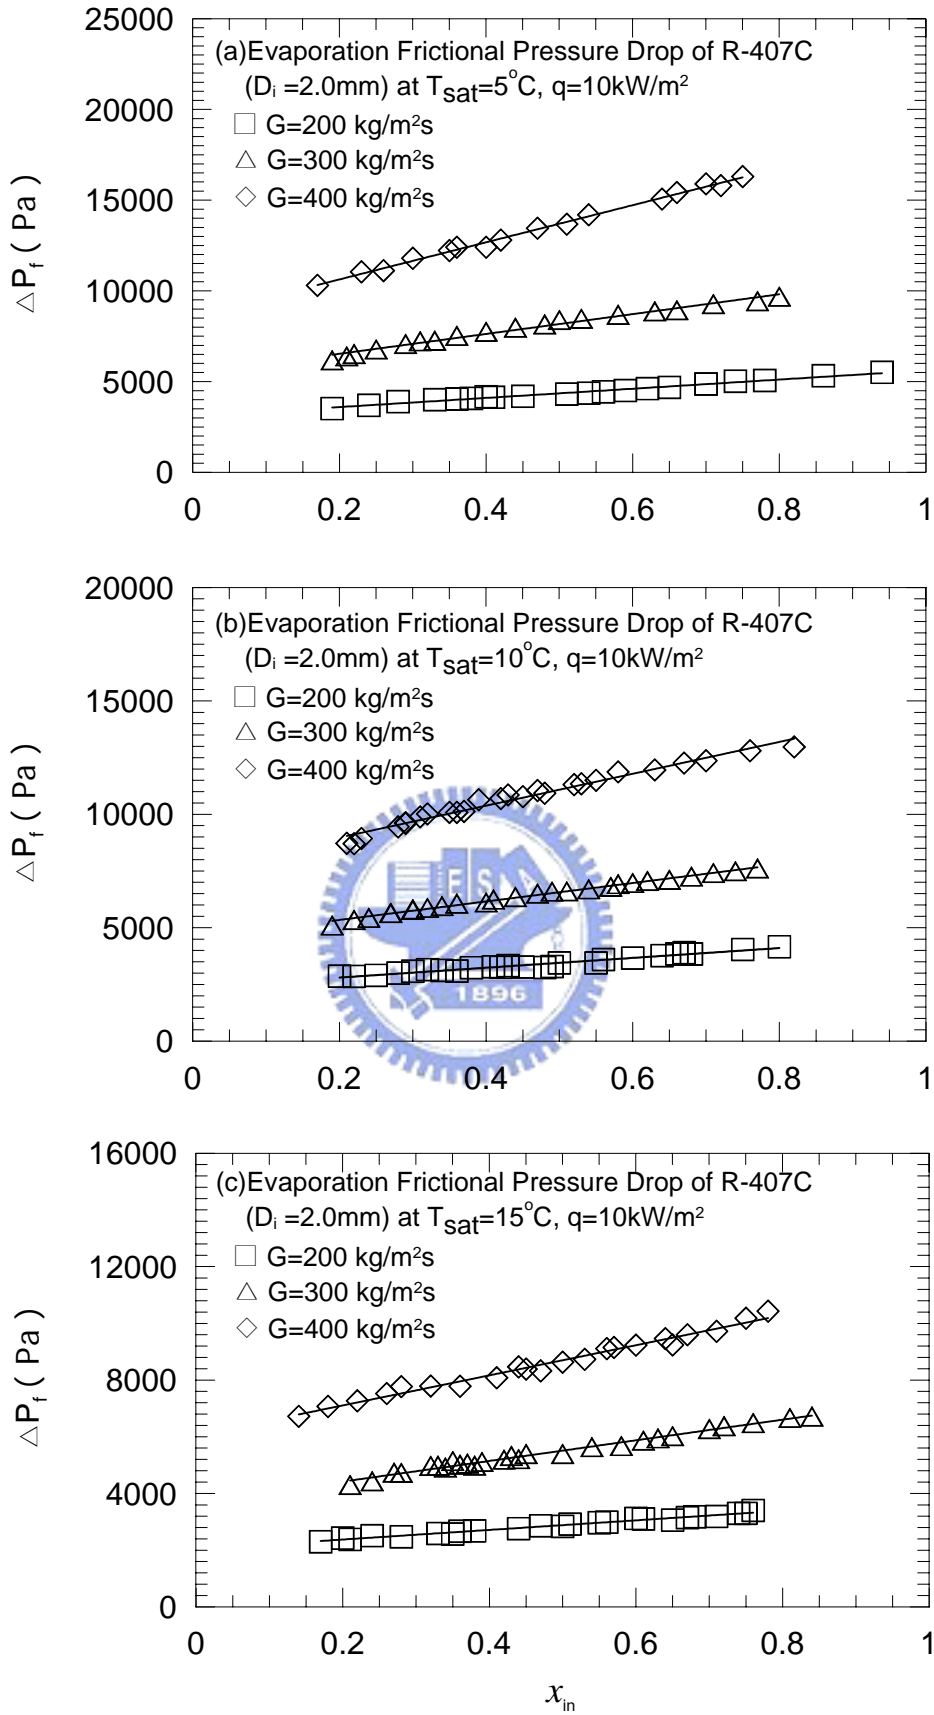 25000
20000
15000
10000
5000
0
△P_f ( Pa )
(a)Evaporation Frictional Pressure Drop of R-407C
(Di =2.0mm) at Tsat=5°C, q=10kW/m²
G=200 kg/m²s
G=300 kg/m²s
G=400 kg/m²s
0 0.2 0.4 0.6 0.8 1
20000
15000
10000
5000
0
△P_f ( Pa )
(b)Evaporation Frictional Pressure Drop of R-407C
(Di =2.0mm) at Tsat=10°C, q=10kW/m²
G=200 kg/m²s
G=300 kg/m²s
G=400 kg/m²s
1896
0 0.2 0.4 0.6 0.8 1
16000
12000
8000
4000
0
△P_f ( Pa )
(c)Evaporation Frictional Pressure Drop of R-407C
(Di =2.0mm) at Tsat=15°C, q=10kW/m²
G=200 kg/m²s
G=300 kg/m²s
G=400 kg/m²s
0 0.2 0.4 0.6 0.8 1
x_in